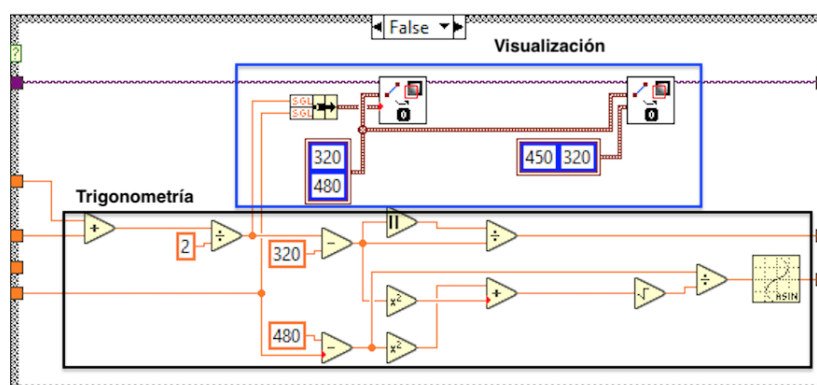 False
Visualización
?
SGL
SGL
0
0
320
480
450 320
Trigonometría
+
2
÷
320
-
||
÷
x²
+
√
÷
ASIN
480
-
x²